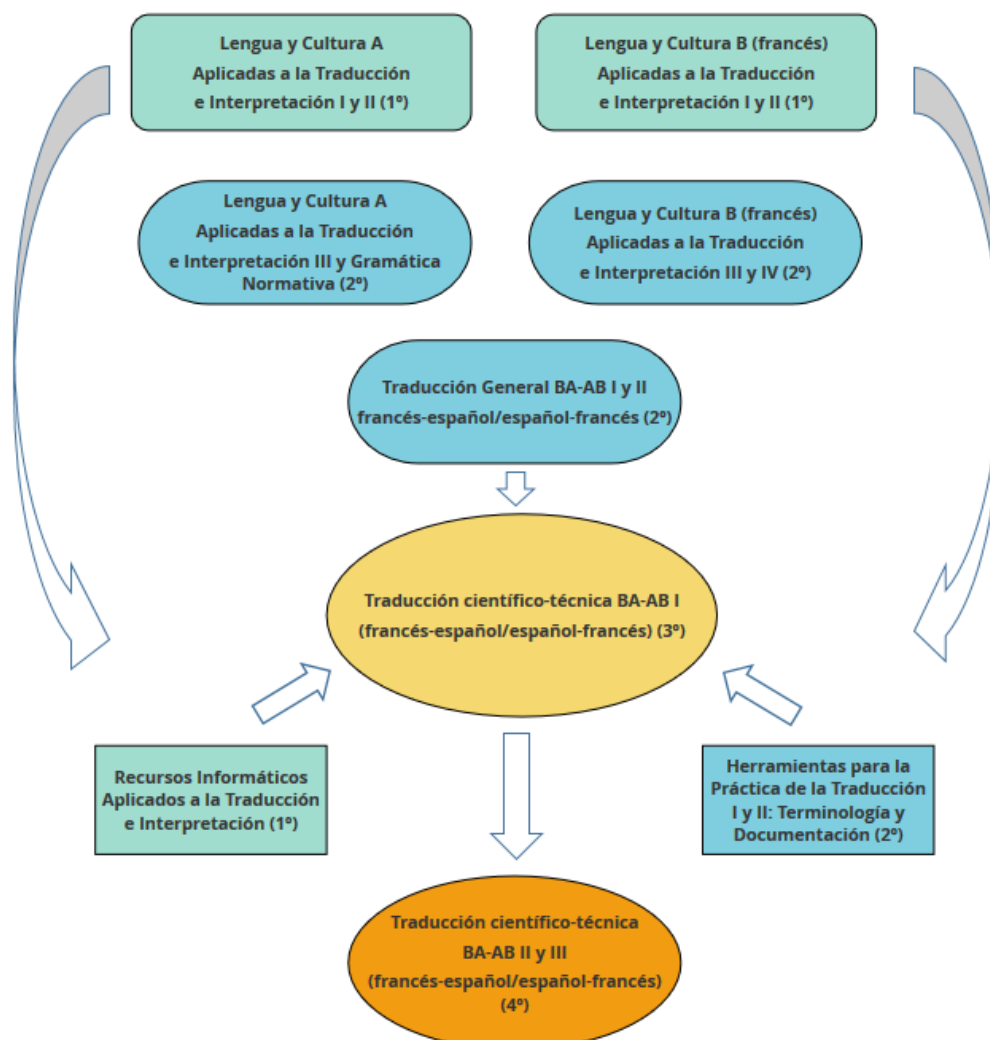 Lengua y Cultura A
Aplicadas a la Traducción
e Interpretación I y II (1º)
Lengua y Cultura B (francés)
Aplicadas a la Traducción
e Interpretación I y II (1º)
Lengua y Cultura A
Aplicadas a la Traducción
e Interpretación III y Gramática
Normativa (2º)
Lengua y Cultura B (francés)
Aplicadas a la Traducción
e Interpretación III y IV (2º)
Traducción General BA-AB I y II
francés-español/español-francés (2º)
Traducción científico-técnica BA-AB I
(francés-español/español-francés) (3º)
Recursos Informáticos
Aplicados a la Traducción
e Interpretación (1º)
Herramientas para la
Práctica de la Traducción
I y II: Terminología y
Documentación (2º)
Traducción científico-técnica
BA-AB II y III
(francés-español/español-francés)
(4º)